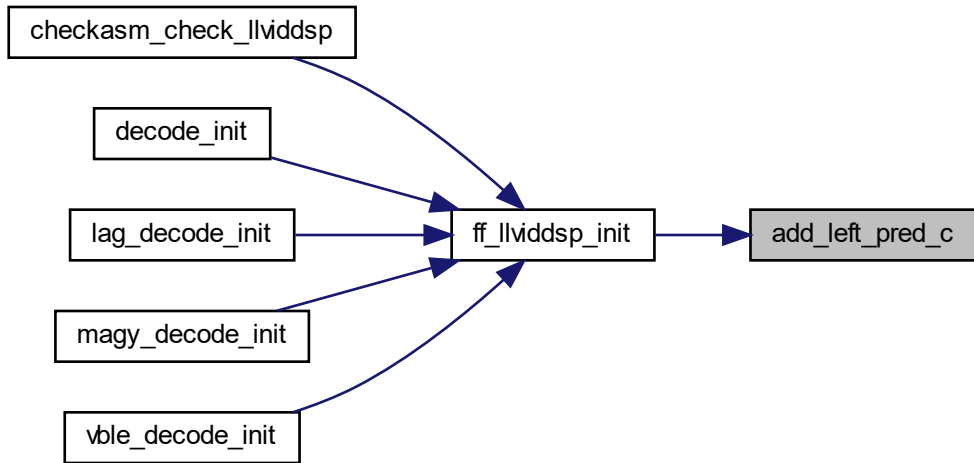 checkasm_check_llviddsp
decode_init
lag_decode_init
ff_llviddsp_init
add_left_pred_c
magy_decode_init
vble_decode_init